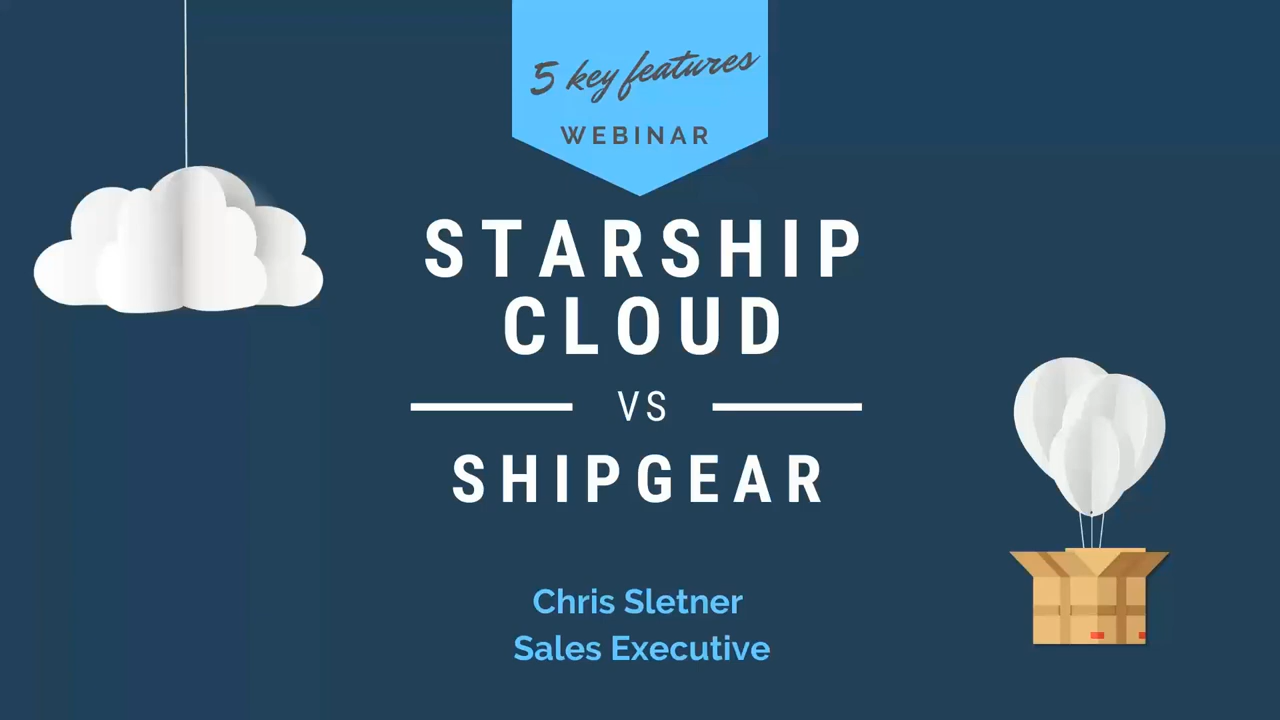 5 key features
WEBINAR
STARSHIP
CLOUD
VS
SHIPGEAR
Chris Sletner
Sales Executive